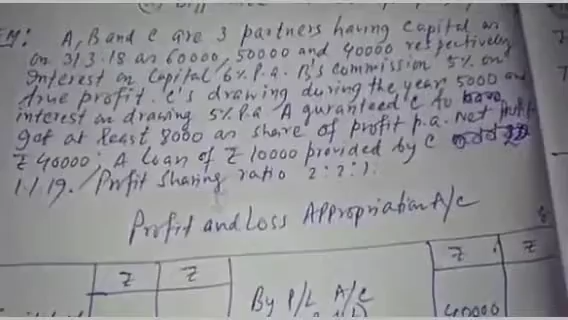 A, B and C are 3 partners having capital as
on 31.3.18 as 60000, 50000 and 40000 respectively
Interest on Capital 6% P.a. B's commission 5% on
true profit. C's drawing during the year 5000 and
interest on drawing 5% P.a A guranteed C to
get at least 8000 as share of profit p.a. Net profit
₹ 40000. A Loan of ₹ 10000 provided by C
1.1.19. Profit sharing ratio 2:2:1.
Profit and Loss Appropriation A/c
₹ ₹ ₹ ₹
By P/L A/c
40000